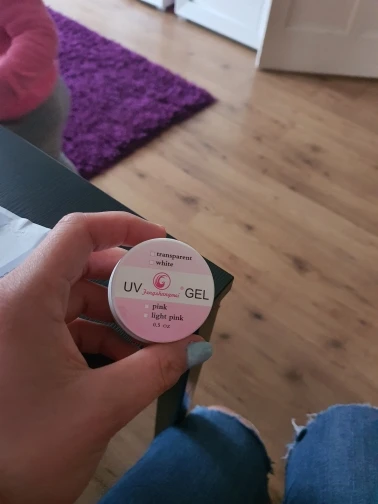 transparent
white
UV GEL
pink
light pink
0.5 oz